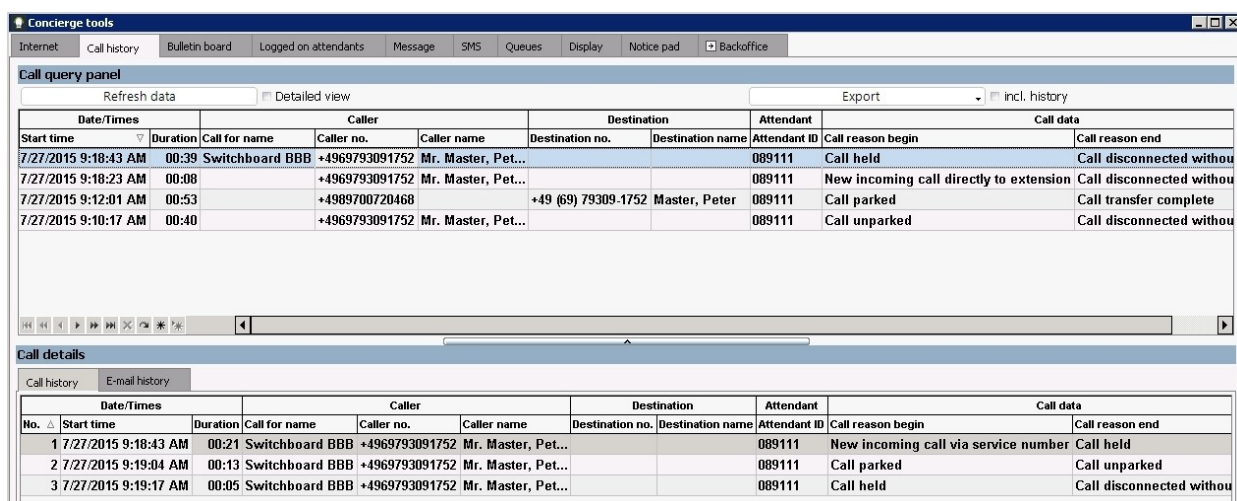 Concierge tools
Internet Call history Bulletin board Logged on attendants Message SMS Queues Display Notice pad Backoffice
Call query panel
Refresh data Detailed view Export incl. history
Date/Times Caller Destination Attendant Call data
Start time Duration Call for name Caller no. Caller name Destination no. Destination name Attendant ID Call reason begin Call reason end
7/27/2015 9:18:43 AM 00:39 Switchboard BBB +4969793091752 Mr. Master, Pet... 089111 Call held Call disconnected withou
7/27/2015 9:18:23 AM 00:08 +4969793091752 Mr. Master, Pet... 089111 New incoming call directly to extension Call disconnected withou
7/27/2015 9:12:01 AM 00:53 +4989700720468 +49 (69) 79309-1752 Master, Peter 089111 Call parked Call transfer complete
7/27/2015 9:10:17 AM 00:40 +4969793091752 Mr. Master, Pet... 089111 Call unparked Call disconnected withou
Call details
Call history E-mail history
Date/Times Caller Destination Attendant Call data
No. Start time Duration Call for name Caller no. Caller name Destination no. Destination name Attendant ID Call reason begin Call reason end
1 7/27/2015 9:18:43 AM 00:21 Switchboard BBB +4969793091752 Mr. Master, Pet... 089111 New incoming call via service number Call held
2 7/27/2015 9:19:04 AM 00:13 Switchboard BBB +4969793091752 Mr. Master, Pet... 089111 Call parked Call unparked
3 7/27/2015 9:19:17 AM 00:05 Switchboard BBB +4969793091752 Mr. Master, Pet... 089111 Call held Call disconnected withou